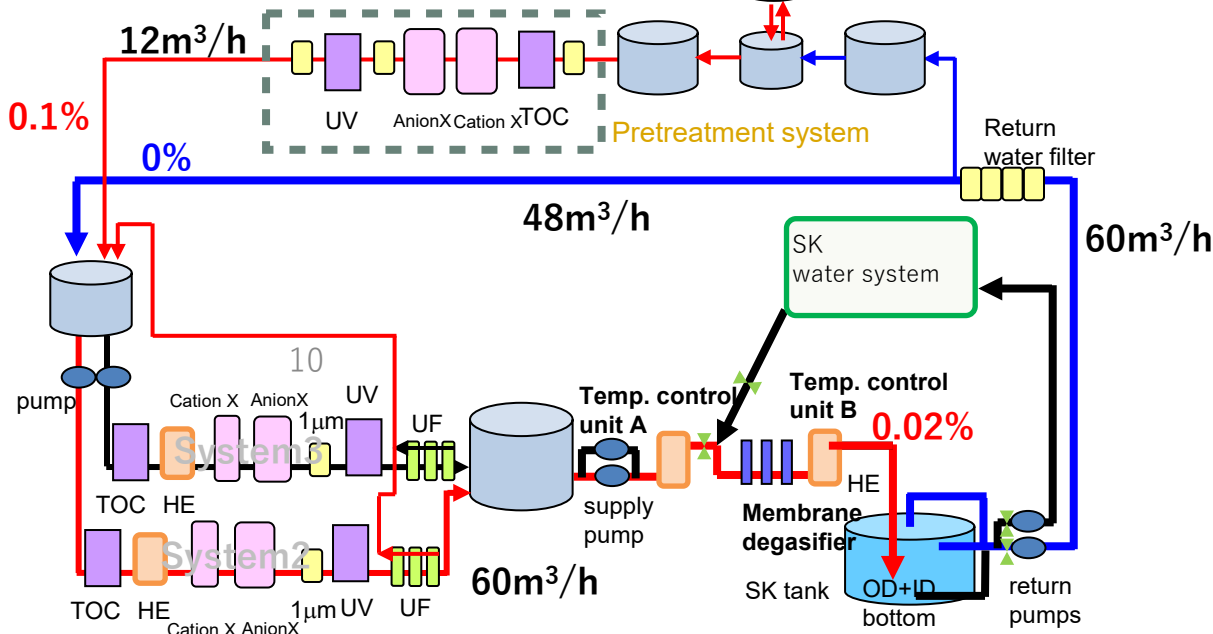 12m³/h
0.1%
UV
AnionX
Cation X
TOC
Pretreatment system
Return
water filter
0%
48m³/h
60m³/h
SK
water system
10
pump
Cation X
AnionX
1μm
UV
UF
System3
TOC
HE
Temp. control
unit A
Temp. control
unit B
0.02%
HE
supply
pump
Membrane
degasifier
System2
60m³/h
TOC
HE
Cation X
AnionX
1μm
UV
UF
SK tank
OD+ID
bottom
return
pumps